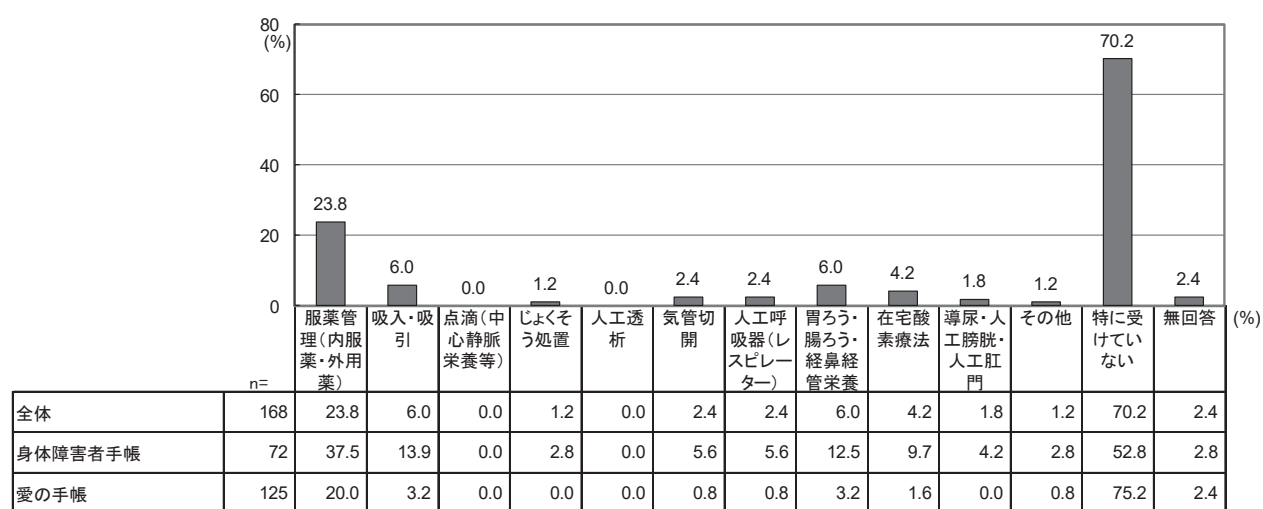 80
(%)
60
40
20
0
23.8
6.0
0.0
1.2
0.0
2.4
2.4
6.0
4.2
1.8
1.2
70.2
2.4
n=
服薬管
理(内服
薬・外用
薬)
吸入・吸
引
点滴(中
心静脈
栄養等)
じょくそ
う処置
人工透
析
気管切
開
人工呼
吸器(レ
スピレー
ター)
胃ろう・
腸ろう・
経鼻経
管栄養
在宅酸
素療法
導尿・人
工膀胱・
人工肛
門
その他
特に受
けてい
ない
無回答
(%)
全体 168 23.8 6.0 0.0 1.2 0.0 2.4 2.4 6.0 4.2 1.8 1.2 70.2 2.4
身体障害者手帳 72 37.5 13.9 0.0 2.8 0.0 5.6 5.6 12.5 9.7 4.2 2.8 52.8 2.8
愛の手帳 125 20.0 3.2 0.0 0.0 0.0 0.8 0.8 3.2 1.6 0.0 0.8 75.2 2.4